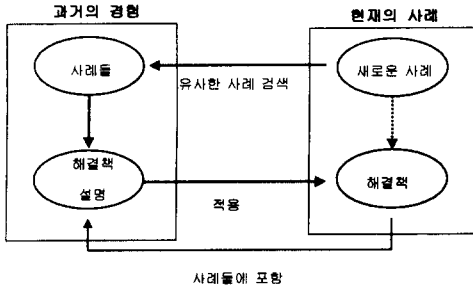 과거의 경험
현재의 사례
사례들
유사한 사례 검색
새로운 사례
해결책
설명
적용
해결책
사례들에 포함